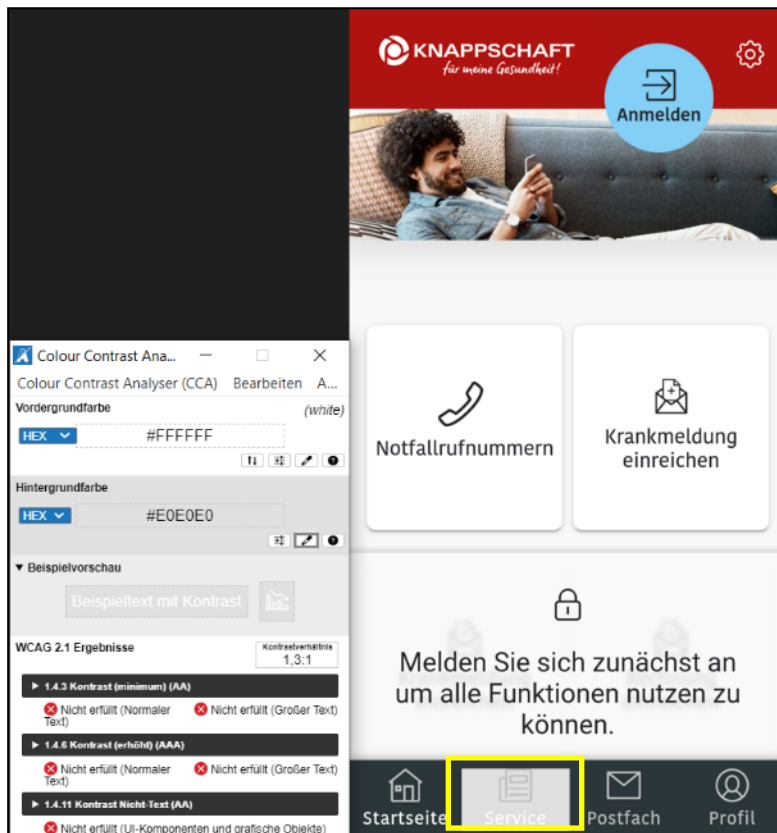 KNAPPSCHAFT
für meine Gesundheit!
Anmelden
Colour Contrast Ana...
Colour Contrast Analyser (CCA) Bearbeiten A...
Vordergrundfarbe
(white)
HEX
#FFFFFF
Hintergrundfarbe
HEX
#E0E0E0
Beispielvorschau
Beispieltext mit Kontrast
WCAG 2.1 Ergebnisse
Kontrastverhältnis
1,3:1
1.4.3 Kontrast (minimum) (AA)
Nicht erfüllt (Normaler Text)
Nicht erfüllt (Großer Text)
1.4.6 Kontrast (erhöht) (AAA)
Nicht erfüllt (Normaler Text)
Nicht erfüllt (Großer Text)
1.4.11 Kontrast Nicht-Text (AA)
Nicht erfüllt (UI-Komponenten und grafische Objekte)
Notfallrufnummern
Krankmeldung
einreichen
Melden Sie sich zunächst an
um alle Funktionen nutzen zu
können.
Startseite
Service
Postfach
Profil